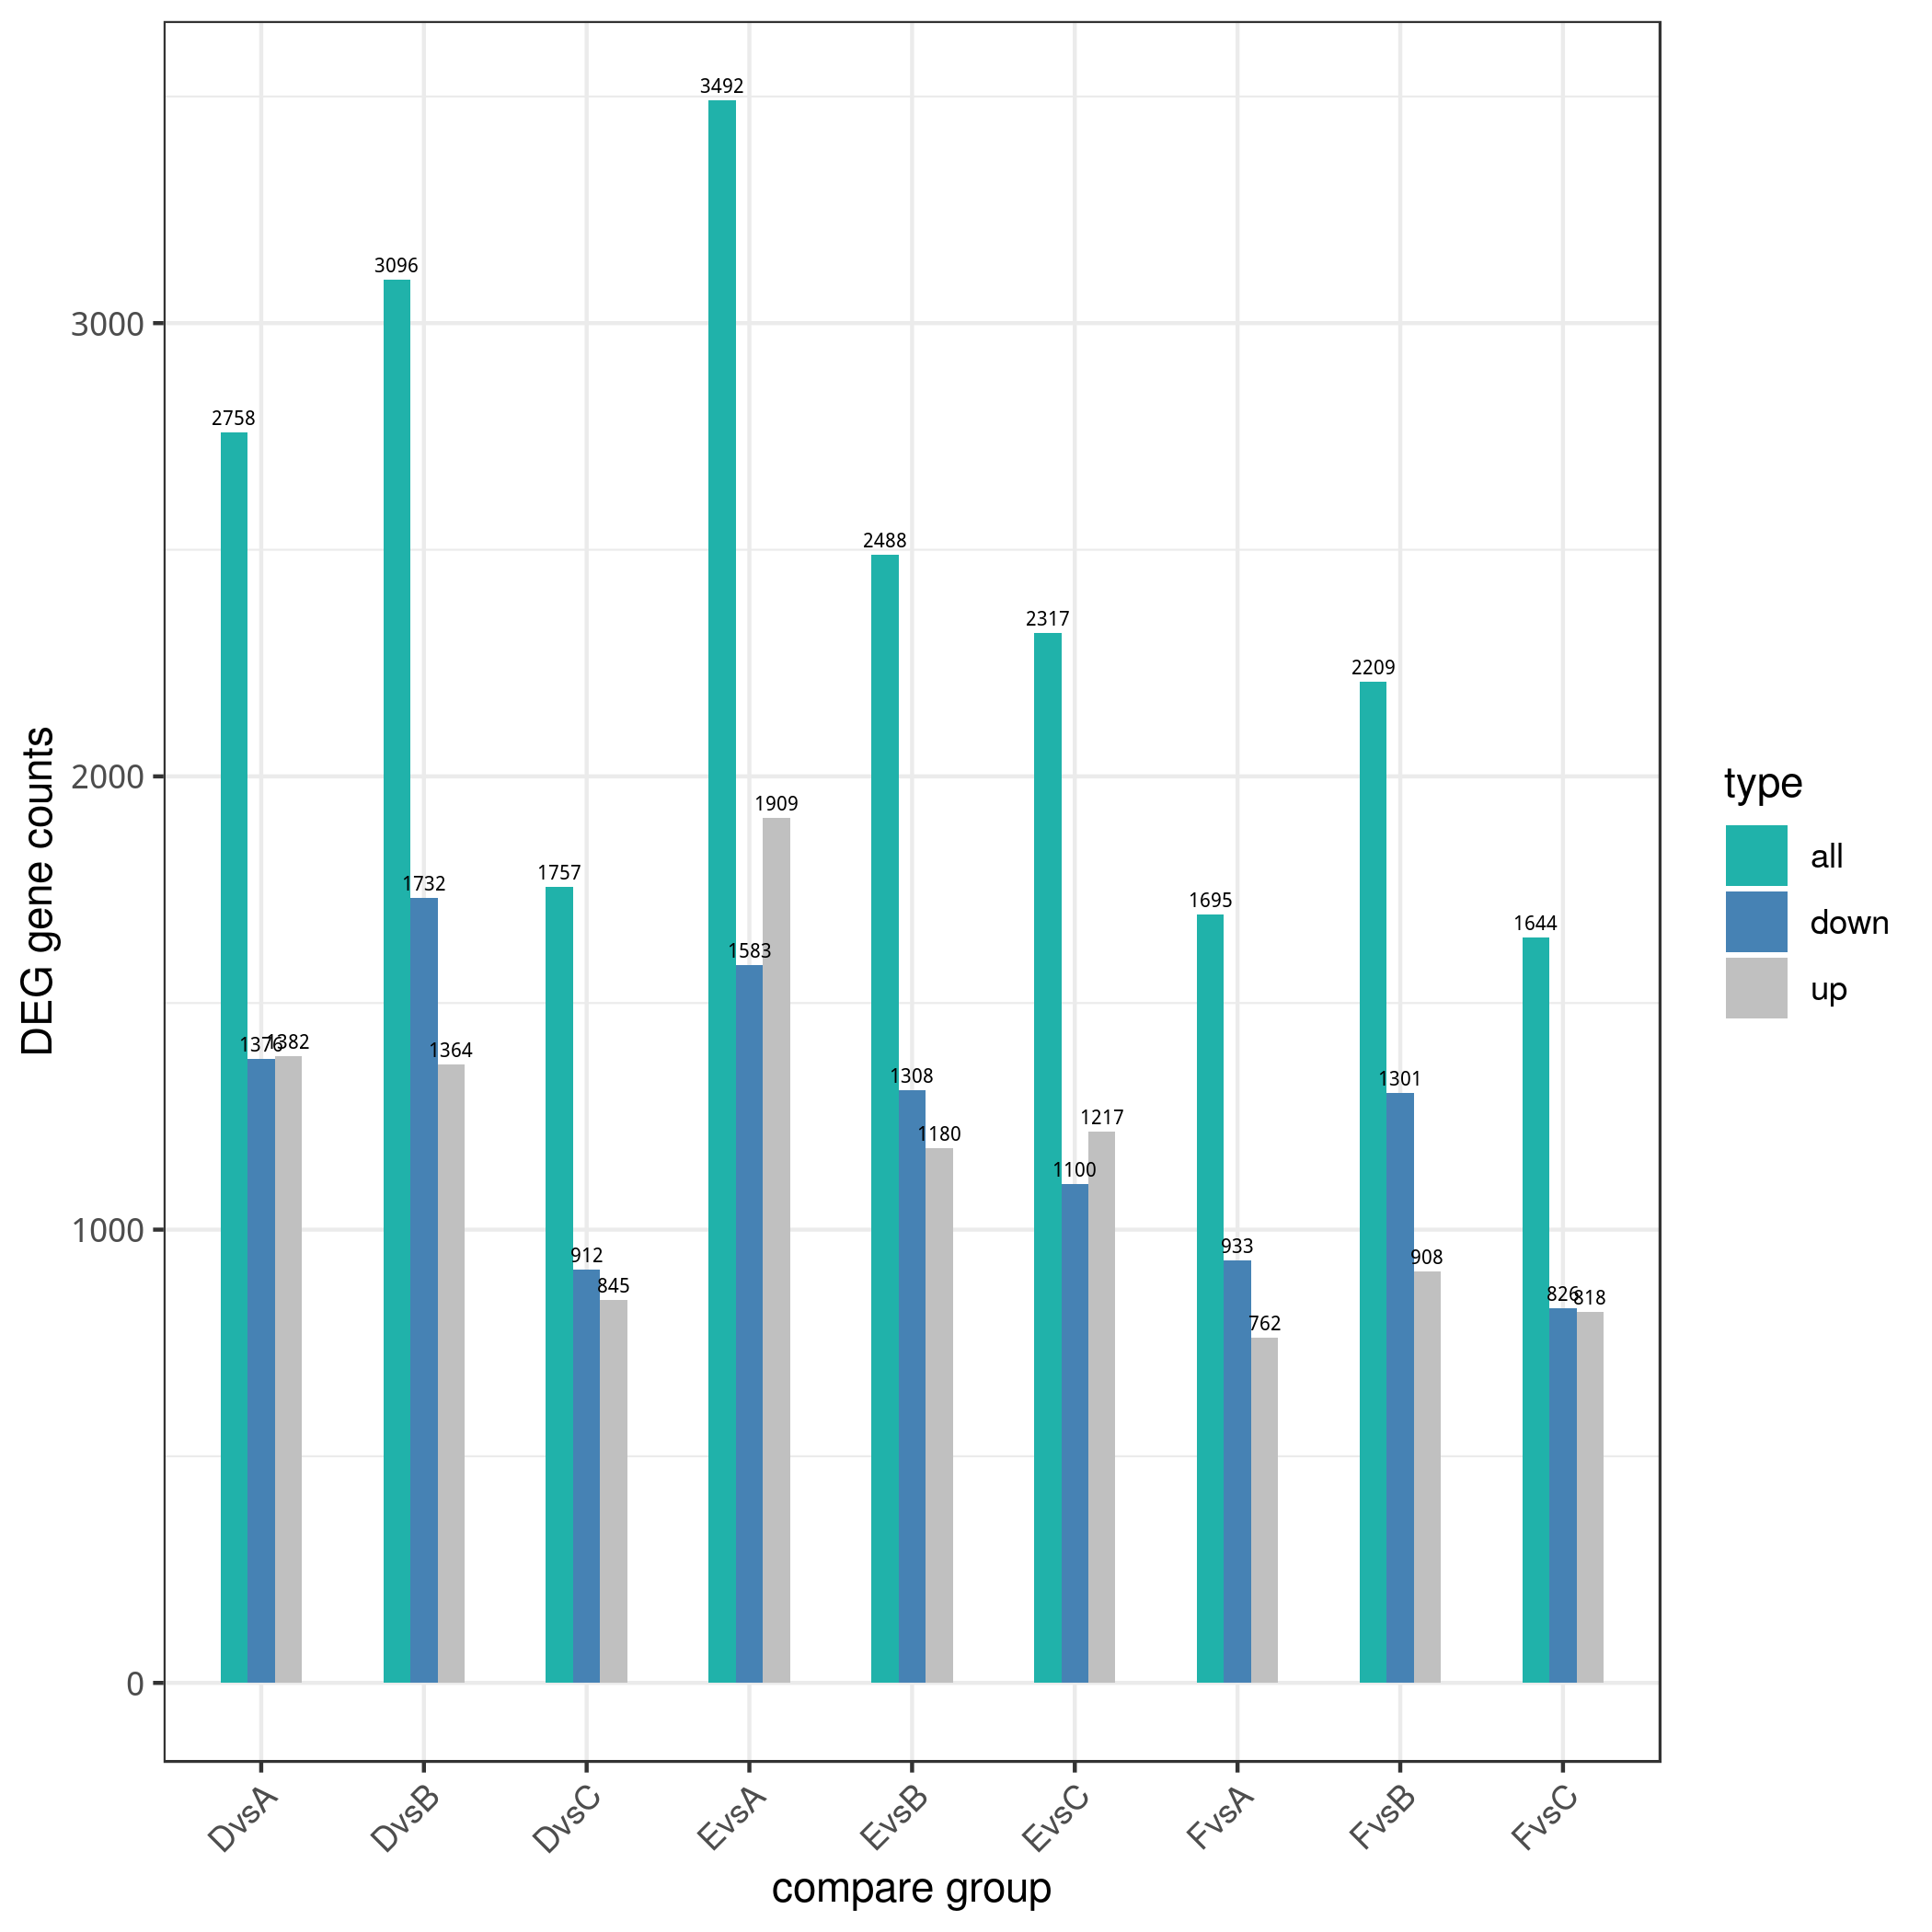 3492
3096
3000
2758
2488
2317
2209
2000
1909
1757
1732
1695
1644
1583
1376
1382
1364
1308
1301
1217
1180
1100
1000
933
912
908
845
826
818
762
0
DEG gene counts
DvsA
DvsB
DvsC
EvsA
EvsB
EvsC
FvsA
FvsB
FvsC
compare group
type
all
down
up